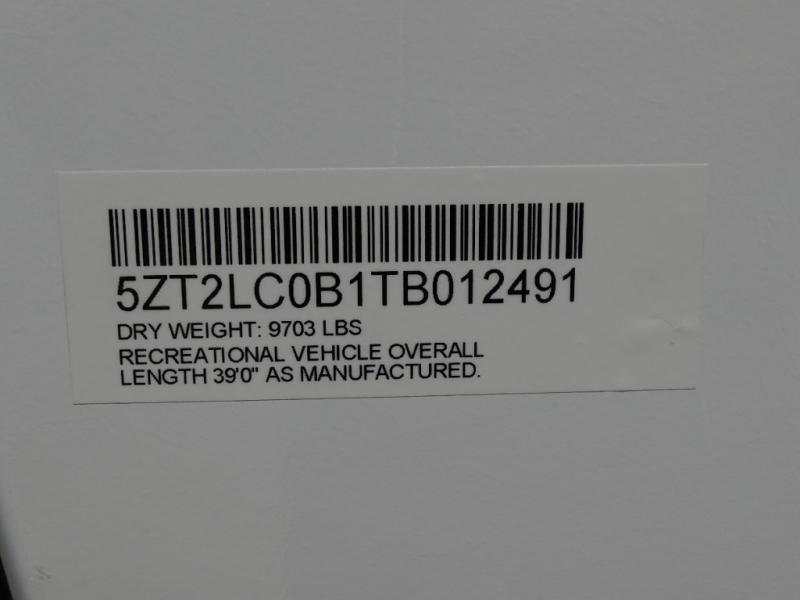 5ZT2LC0B1TB012491
DRY WEIGHT: 9703 LBS
RECREATIONAL VEHICLE OVERALL
LENGTH 39'0" AS MANUFACTURED.